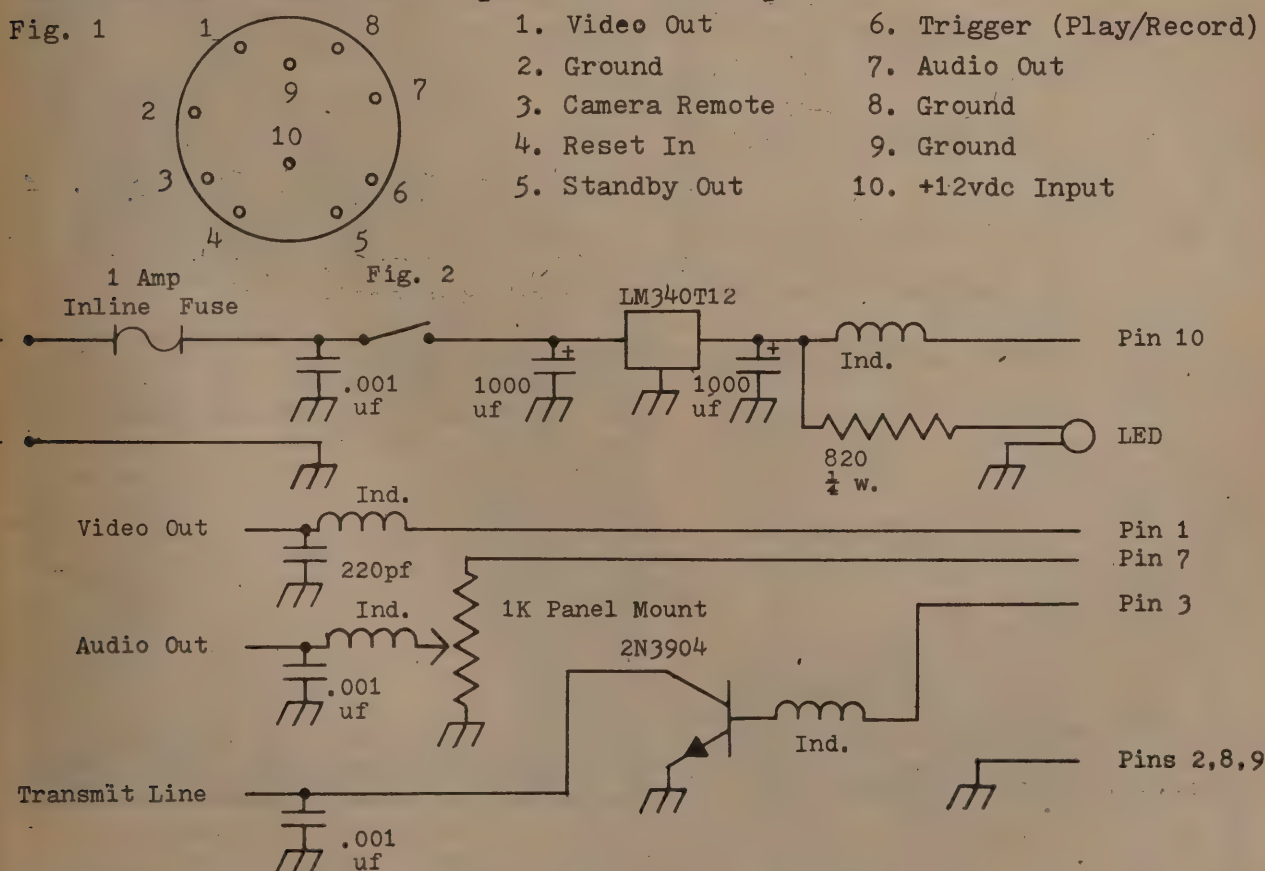 Fig. 1
1. Video Out
2. Ground
3. Camera Remote
4. Reset In
5. Standby Out
6. Trigger (Play/Record)
7. Audio Out
8. Ground
9. Ground
10. +12vdc Input
1
8
9
2
7
10
3
6
4
5
1 Amp
Inline Fuse
Fig. 2
LM340T12
Pin 10
Ind.
.001
uf
1000
uf
+
1000
uf
+
LED
820
1/4 w.
Ind.
Video Out
Pin 1
220pf
Pin 7
Ind.
1K Panel Mount
Pin 3
Audio Out
2N3904
.001
uf
Ind.
Pins 2,8,9
Transmit Line
.001
uf